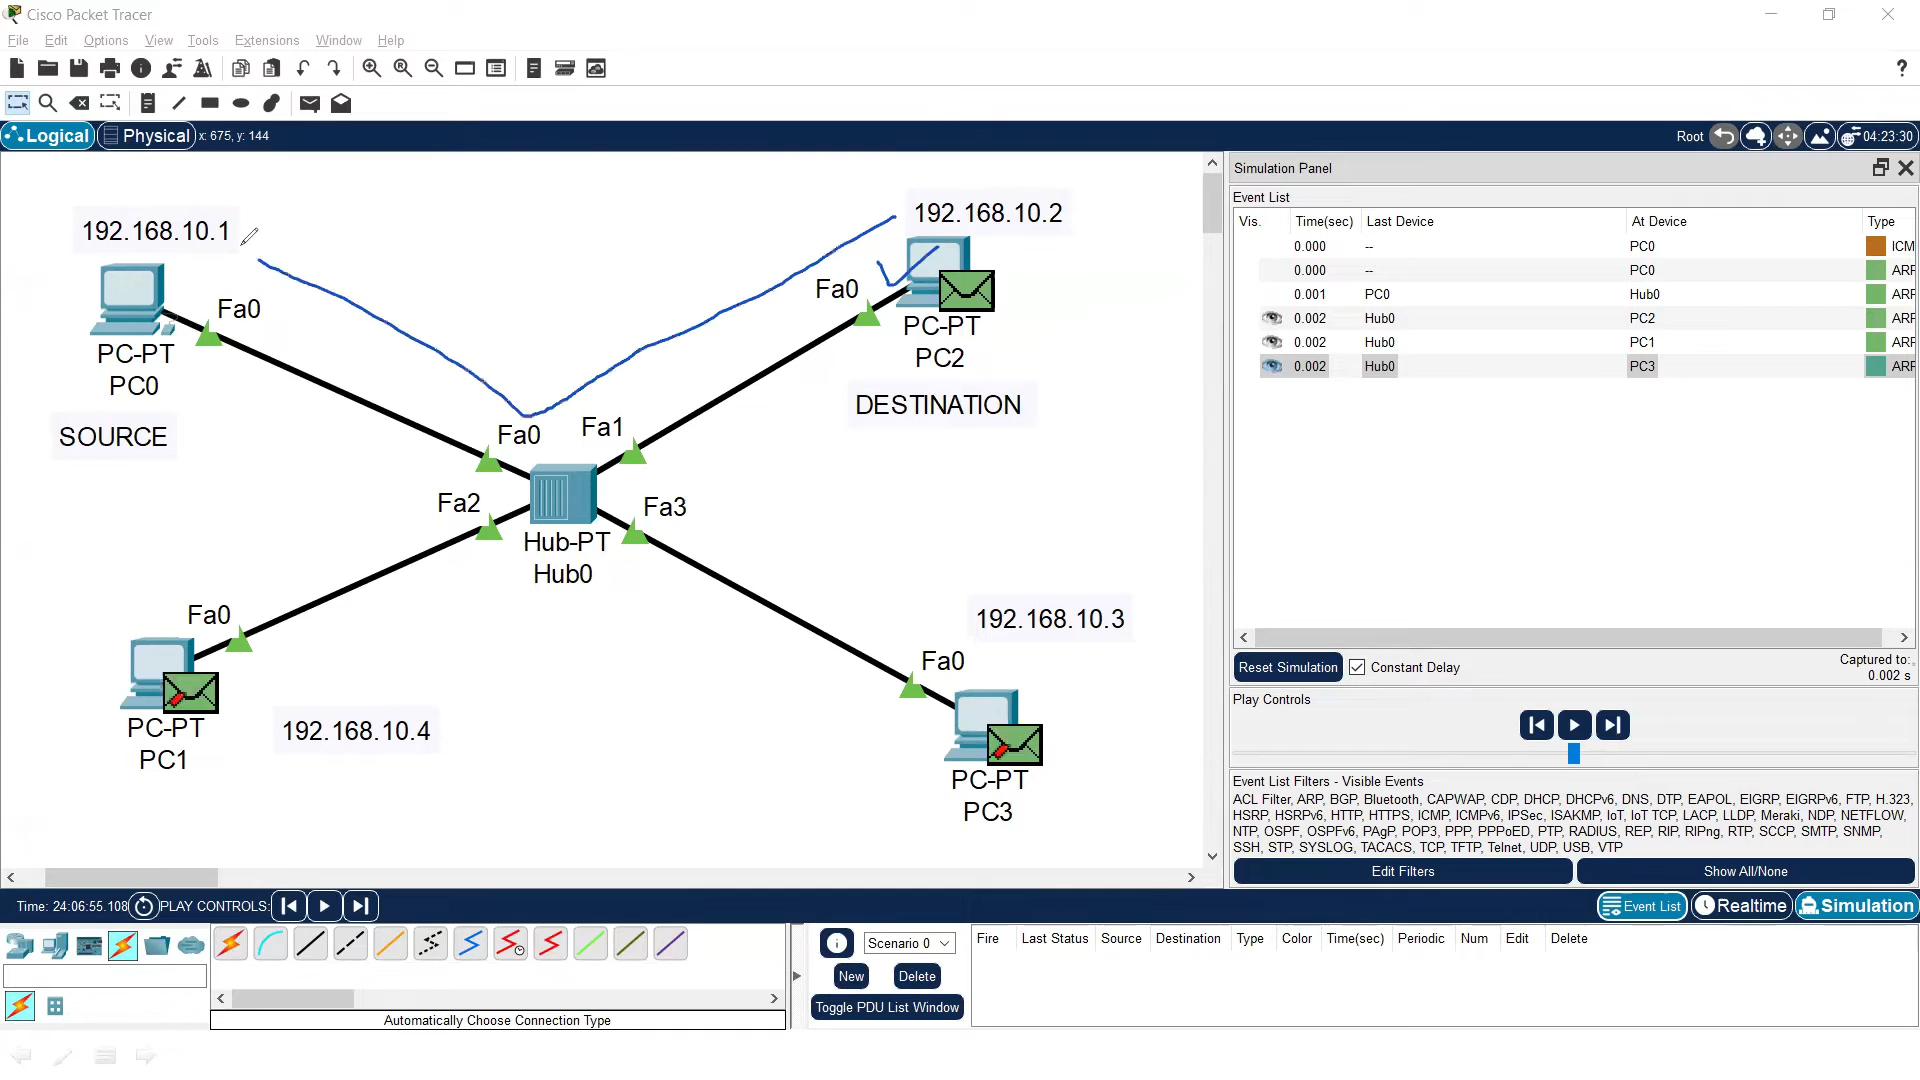 Cisco Packet Tracer
File Edit Options View Tools Extensions Window Help
?
Logical Physical x: 675, y: 144 Root 04:23:30
192.168.10.1
Fa0
PC-PT
PC0
SOURCE
192.168.10.2
Fa0
PC-PT
PC2
DESTINATION
Fa0 Fa1
Fa2 Fa3
Hub-PT
Hub0
Fa0
PC-PT
PC1
192.168.10.4
192.168.10.3
Fa0
PC-PT
PC3
Simulation Panel
Event List
Vis. Time(sec) Last Device At Device Type
0.000 -- PC0 ICM
0.000 -- PC0 ARF
0.001 PC0 Hub0 ARF
0.002 Hub0 PC2 ARF
0.002 Hub0 PC1 ARF
0.002 Hub0 PC3 ARF
Reset Simulation Constant Delay Captured to:
0.002 s
Play Controls
Event List Filters - Visible Events
ACL Filter, ARP, BGP, Bluetooth, CAPWAP, CDP, DHCP, DHCPv6, DNS, DTP, EAPOL, EIGRP, EIGRPv6, FTP, H.323,
HSRP, HSRPv6, HTTP, HTTPS, ICMP, ICMPv6, IPSec, ISAKMP, IoT, IoT TCP, LACP, LLDP, Meraki, NDP, NETFLOW,
NTP, OSPF, OSPFv6, PAgP, POP3, PPP, PPPoED, PTP, RADIUS, REP, RIP, RIPng, RTP, SCCP, SMTP, SNMP,
SSH, STP, SYSLOG, TACACS, TCP, TFTP, Telnet, UDP, USB, VTP
Edit Filters Show All/None
Time: 24:06:55.108 PLAY CONTROLS: Event List Realtime Simulation
Scenario 0
New Delete
Toggle PDU List Window
Fire Last Status Source Destination Type Color Time(sec) Periodic Num Edit Delete
Automatically Choose Connection Type